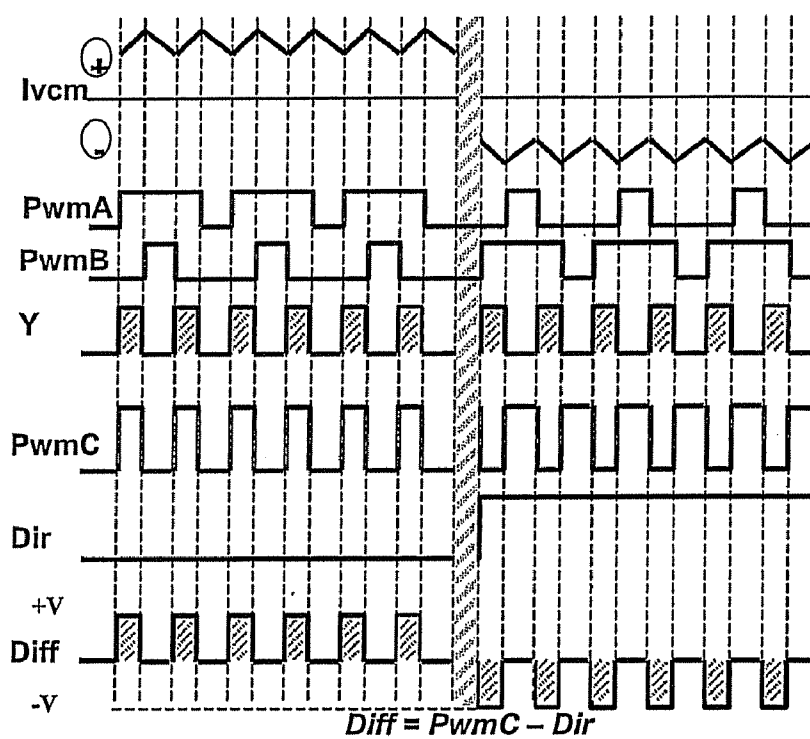 +
Ivcm
-
PwmA
PwmB
Y
PwmC
Dir
+V
Diff
-V
Diff = PwmC – Dir